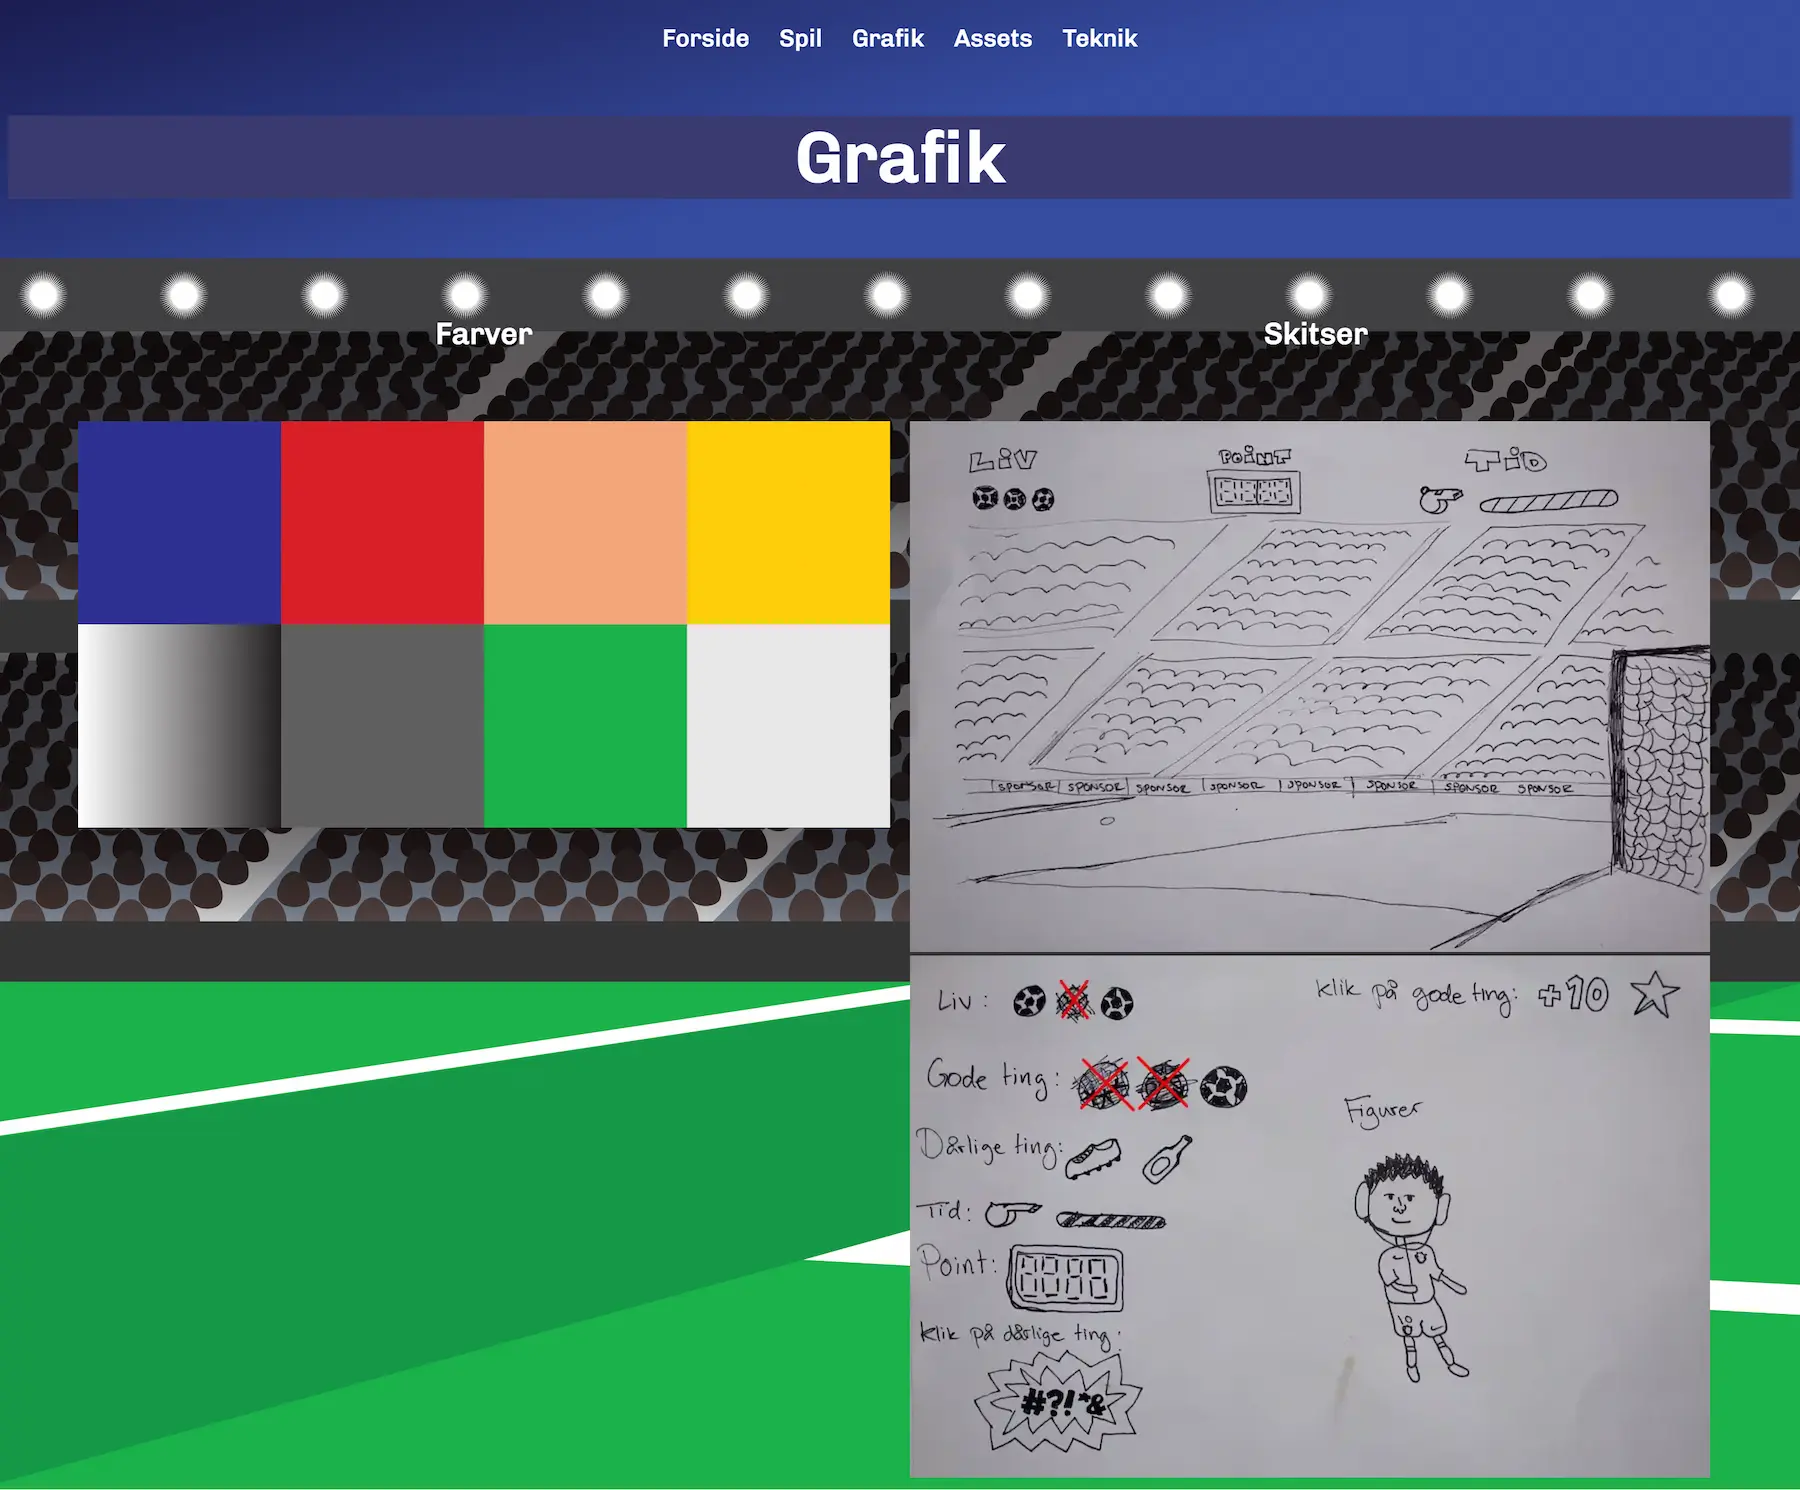 Forside Spil Grafik Assets Teknik
Grafik
Farver
Skitser
LiV
POiNT
TiD
SPONSOR SPONSOR SPONSOR SPONSOR SPONSOR SPONSOR SPONSOR SPONSOR
Liv :
klik på gode ting: +10
Gode ting :
Figurer
Dårlige ting:
Tid:
Point:
8888
klik på dårlige ting :
#?!*&